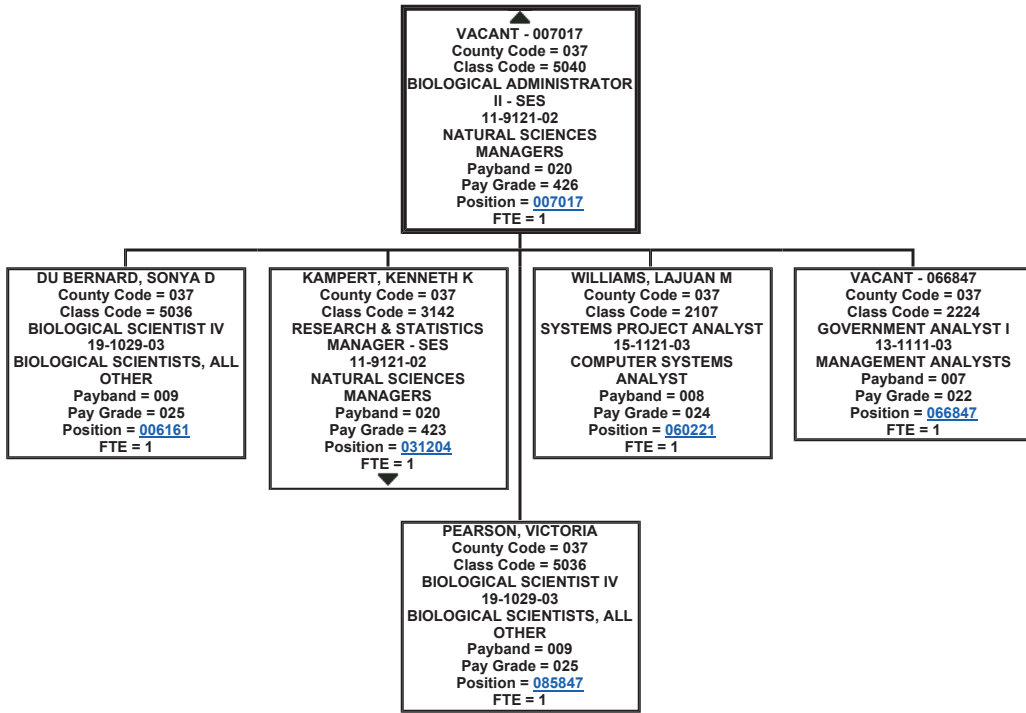 VACANT - 007017
County Code = 037
Class Code = 5040
BIOLOGICAL ADMINISTRATOR
II - SES
11-9121-02
NATURAL SCIENCES
MANAGERS
Payband = 020
Pay Grade = 426
Position = 007017
FTE = 1
DU BERNARD, SONYA D
County Code = 037
Class Code = 5036
BIOLOGICAL SCIENTIST IV
19-1029-03
BIOLOGICAL SCIENTISTS, ALL
OTHER
Payband = 009
Pay Grade = 025
Position = 006161
FTE = 1
KAMPERT, KENNETH K
County Code = 037
Class Code = 3142
RESEARCH & STATISTICS
MANAGER - SES
11-9121-02
NATURAL SCIENCES
MANAGERS
Payband = 020
Pay Grade = 423
Position = 031204
FTE = 1
WILLIAMS, LAJUAN M
County Code = 037
Class Code = 2107
SYSTEMS PROJECT ANALYST
15-1121-03
COMPUTER SYSTEMS
ANALYST
Payband = 008
Pay Grade = 024
Position = 060221
FTE = 1
VACANT - 066847
County Code = 037
Class Code = 2224
GOVERNMENT ANALYST I
13-1111-03
MANAGEMENT ANALYSTS
Payband = 007
Pay Grade = 022
Position = 066847
FTE = 1
PEARSON, VICTORIA
County Code = 037
Class Code = 5036
BIOLOGICAL SCIENTIST IV
19-1029-03
BIOLOGICAL SCIENTISTS, ALL
OTHER
Payband = 009
Pay Grade = 025
Position = 085847
FTE = 1